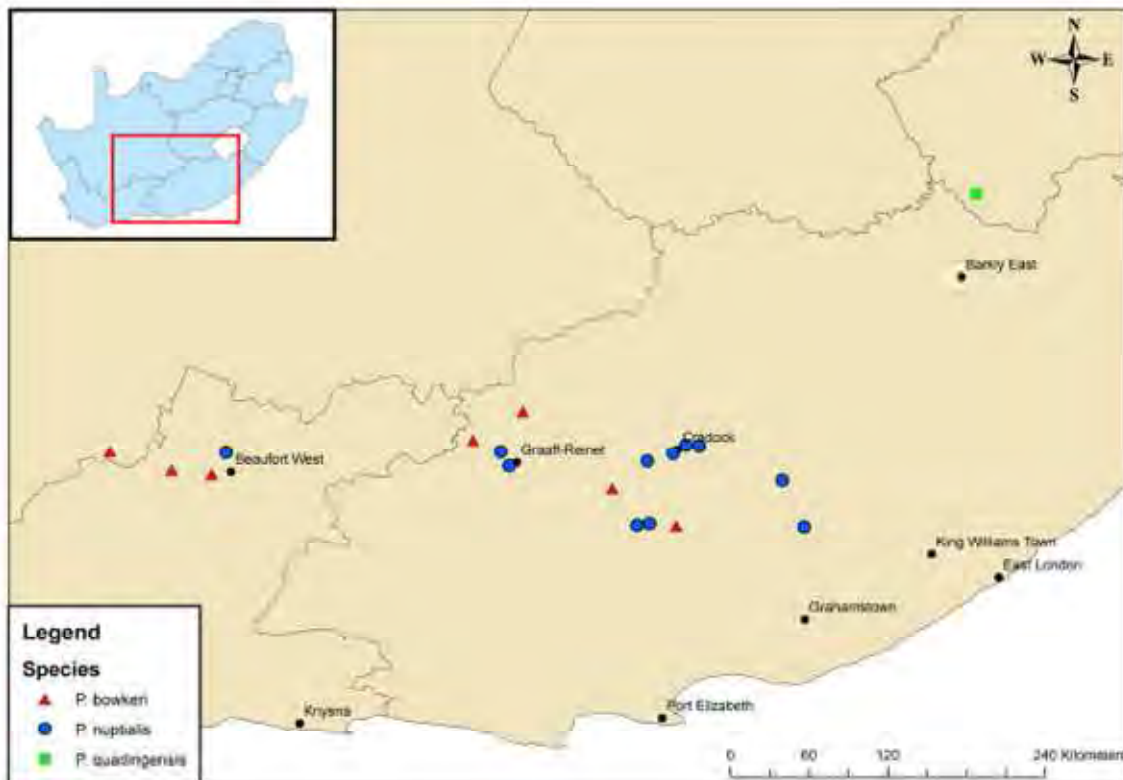 N
W E
S
Barkly East
Cradock
Beaufort West
Graaff-Reinet
King Williams Town
East London
Grahamstown
Legend
Species
P. bowkeri
P. nuptialis
P. quadingensis
Knysna
Port Elizabeth
0 60 120 240 Kilometers